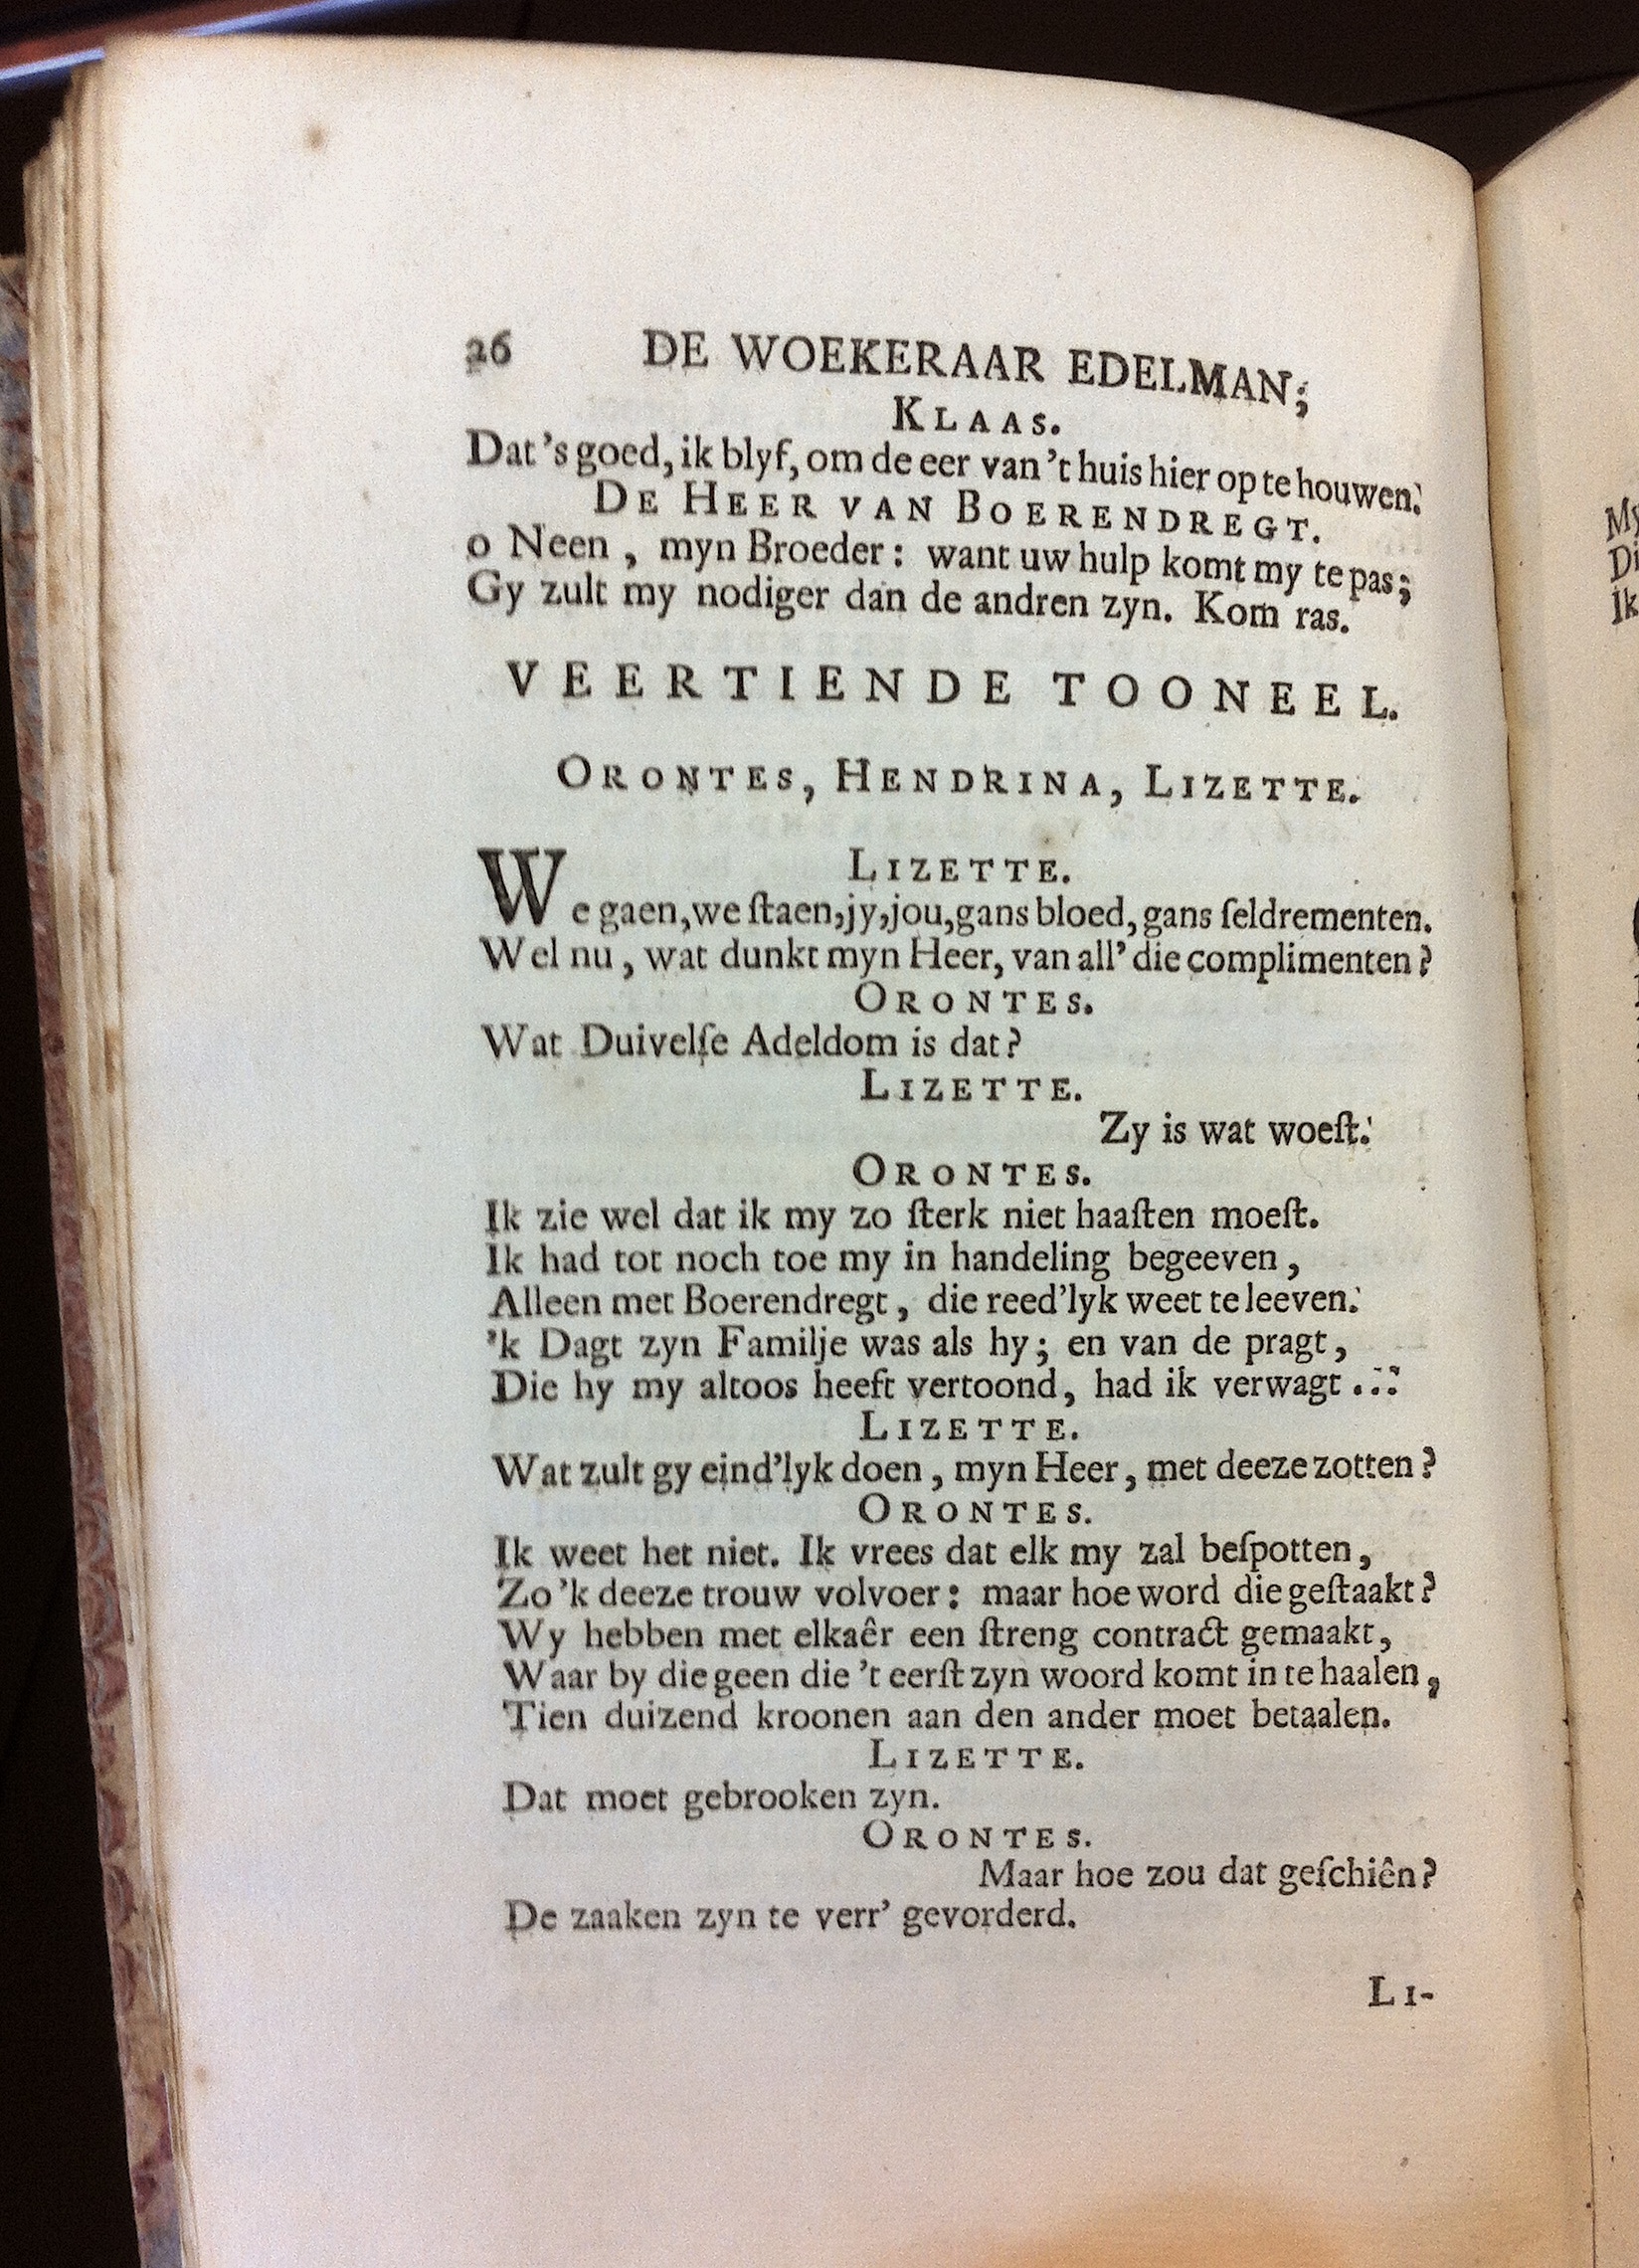 26 DE WOEKERAAR EDELMAN;
KLAAS.
Dat 's goed, ik blyf, om de eer van 't huis hier op te houwen.
DE HEER VAN BOERENDREGT.
o Neen, myn Broeder: want uw hulp komt my te pas;
Gy zult my nodiger dan de andren zyn. Kom ras.
VEERTIENDE TOONEEL.
ORONTES, HENDRINA, LIZETTE.
LIZETTE.
We gaen, we ſtaen, jy, jou, gans bloed, gans ſeldrementen.
Wel nu, wat dunkt myn Heer, van all' die complimenten?
ORONTES.
Wat Duivelſe Adeldom is dat?
LIZETTE.
Zy is wat woeſt.
ORONTES.
Ik zie wel dat ik my zo ſterk niet haaſten moeſt.
Ik had tot noch toe my in handeling begeeven,
Alleen met Boerendregt, die reed'lyk weet te leeven.
'k Dagt zyn Familje was als hy; en van de pragt,
Die hy my altoos heeft vertoond, had ik verwagt ...
LIZETTE.
Wat zult gy eind'lyk doen, myn Heer, met deeze zotten?
ORONTES.
Ik weet het niet. Ik vrees dat elk my zal beſpotten,
Zo 'k deeze trouw volvoer: maar hoe word die geſtaakt?
Wy hebben met elkaêr een ſtreng contract gemaakt,
Waar by die geen die 't eerſt zyn woord komt in te haalen,
Tien duizend kroonen aan den ander moet betaalen.
LIZETTE.
Dat moet gebrooken zyn.
ORONTES.
Maar hoe zou dat geſchiên?
De zaaken zyn te verr' gevorderd.
LI-
My
Di
Ik